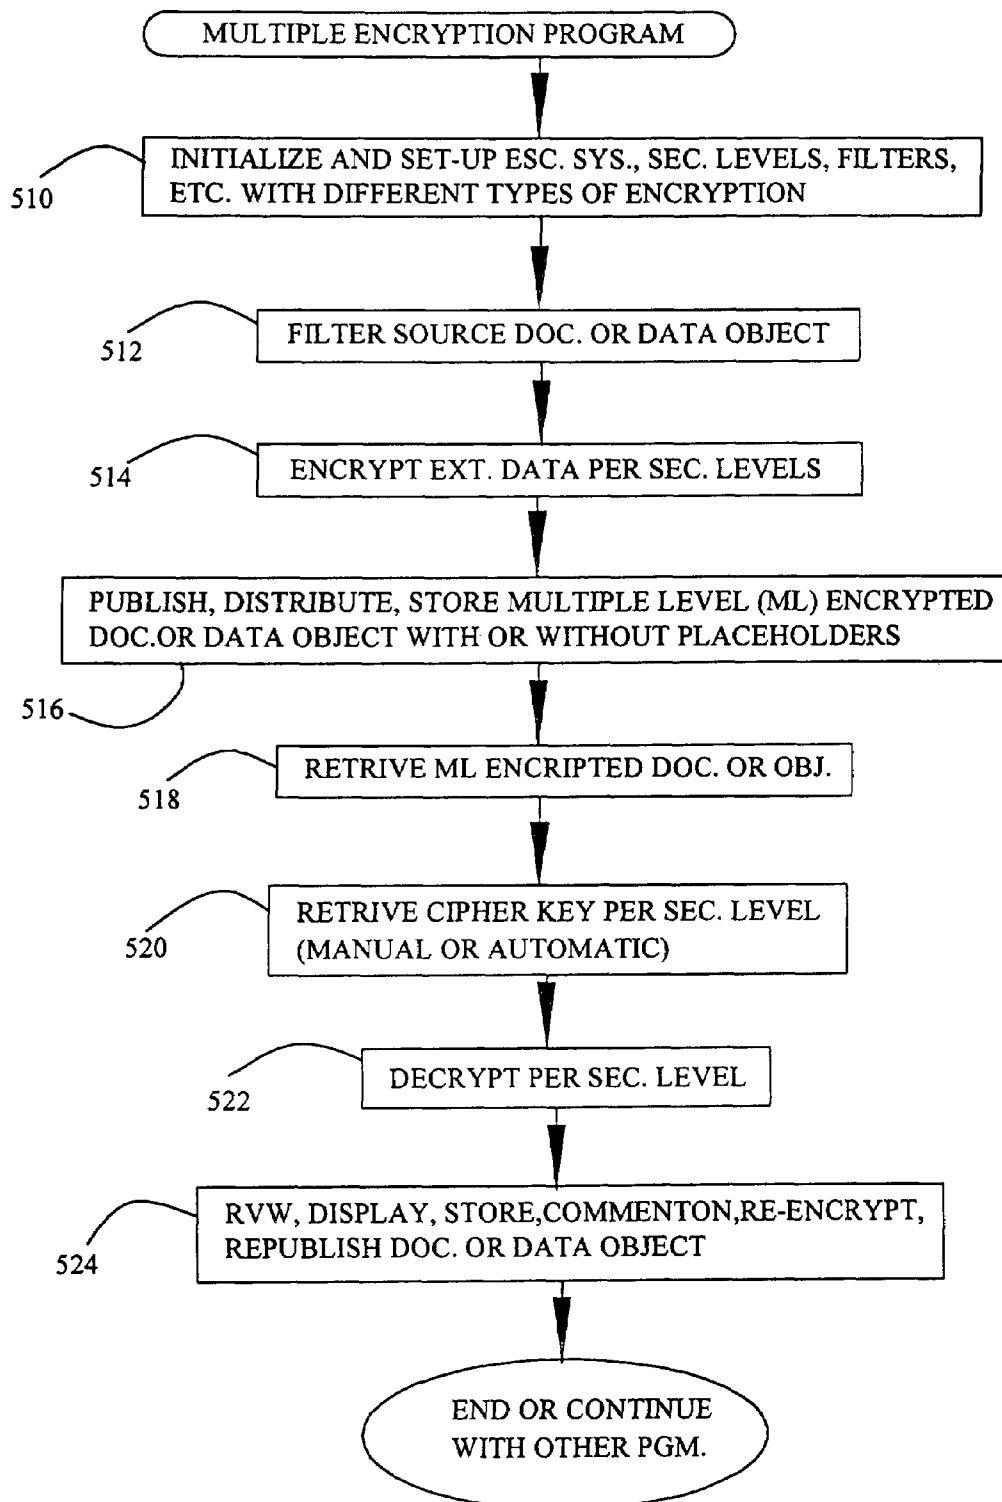 MULTIPLE ENCRYPTION PROGRAM
INITIALIZE AND SET-UP ESC. SYS., SEC. LEVELS, FILTERS,
ETC. WITH DIFFERENT TYPES OF ENCRYPTION
510
FILTER SOURCE DOC. OR DATA OBJECT
512
ENCRYPT EXT. DATA PER SEC. LEVELS
514
PUBLISH, DISTRIBUTE, STORE MULTIPLE LEVEL (ML) ENCRYPTED
DOC.OR DATA OBJECT WITH OR WITHOUT PLACEHOLDERS
516
RETRIVE ML ENCRIPTED DOC. OR OBJ.
518
RETRIVE CIPHER KEY PER SEC. LEVEL
(MANUAL OR AUTOMATIC)
520
DECRYPT PER SEC. LEVEL
522
RVW, DISPLAY, STORE,COMMENTON,RE-ENCRYPT,
REPUBLISH DOC. OR DATA OBJECT
524
END OR CONTINUE
WITH OTHER PGM.